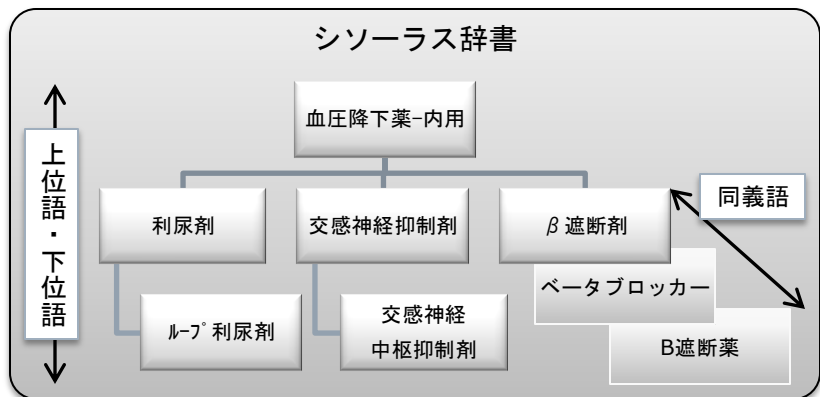 シソーラス辞書
血圧降下薬-内用
上位語・下位語
利尿剤
交感神経抑制剤
β遮断剤
同義語
ベータブロッカー
ﾙｰﾌﾟ利尿剤
交感神経
中枢抑制剤
B遮断薬